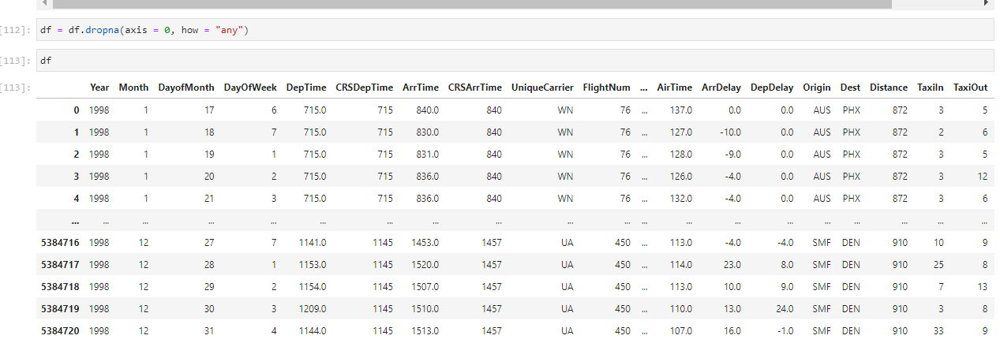 [112]: df = df.dropna(axis = 0, how = "any")
[113]: df
[113]: Year Month DayofMonth DayOfWeek DepTime CRSDepTime ArrTime CRSArrTime UniqueCarrier FlightNum ... AirTime ArrDelay DepDelay Origin Dest Distance TaxiIn TaxiOut
0 1998 1 17 6 715.0 715 840.0 840 WN 76 ... 137.0 0.0 0.0 AUS PHX 872 3 5
1 1998 1 18 7 715.0 715 830.0 840 WN 76 ... 127.0 -10.0 0.0 AUS PHX 872 2 6
2 1998 1 19 1 715.0 715 831.0 840 WN 76 ... 128.0 -9.0 0.0 AUS PHX 872 3 5
3 1998 1 20 2 715.0 715 836.0 840 WN 76 ... 126.0 -4.0 0.0 AUS PHX 872 3 12
4 1998 1 21 3 715.0 715 836.0 840 WN 76 ... 132.0 -4.0 0.0 AUS PHX 872 3 6
... ... ... ... ... ... ... ... ... ... ... ... ... ... ... ... ... ... ... ...
5384716 1998 12 27 7 1141.0 1145 1453.0 1457 UA 450 ... 113.0 -4.0 -4.0 SMF DEN 910 10 9
5384717 1998 12 28 1 1153.0 1145 1520.0 1457 UA 450 ... 114.0 23.0 8.0 SMF DEN 910 25 8
5384718 1998 12 29 2 1154.0 1145 1507.0 1457 UA 450 ... 113.0 10.0 9.0 SMF DEN 910 7 13
5384719 1998 12 30 3 1209.0 1145 1510.0 1457 UA 450 ... 110.0 13.0 24.0 SMF DEN 910 3 8
5384720 1998 12 31 4 1144.0 1145 1513.0 1457 UA 450 ... 107.0 16.0 -1.0 SMF DEN 910 33 9